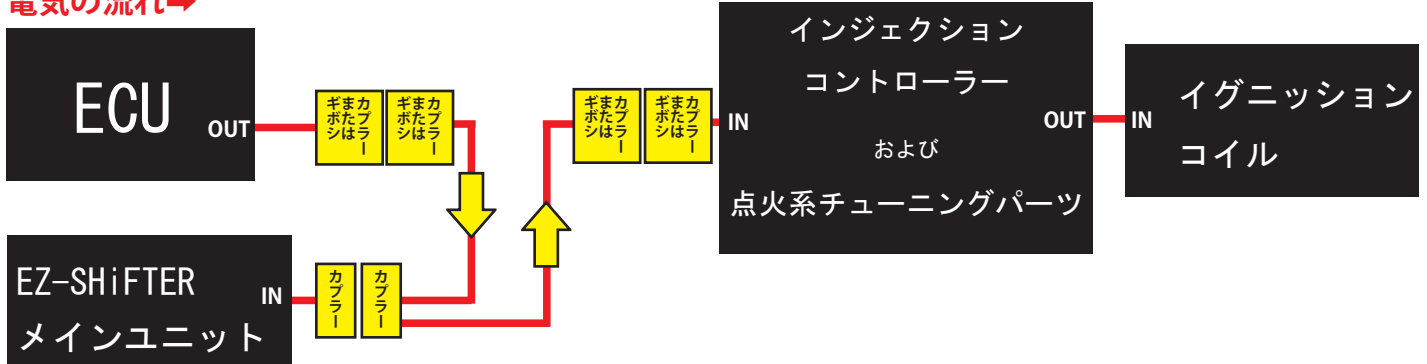 電気の流れ➡
ECU
OUT
カプラー
または
ギボシ
カプラー
または
ギボシ
カプラー
または
ギボシ
カプラー
または
ギボシ
IN
インジェクション
コントローラー
および
点火系チューニングパーツ
OUT
IN
イグニッション
コイル
EZ-SHiFTER
メインユニット
IN
カプラー
カプラー